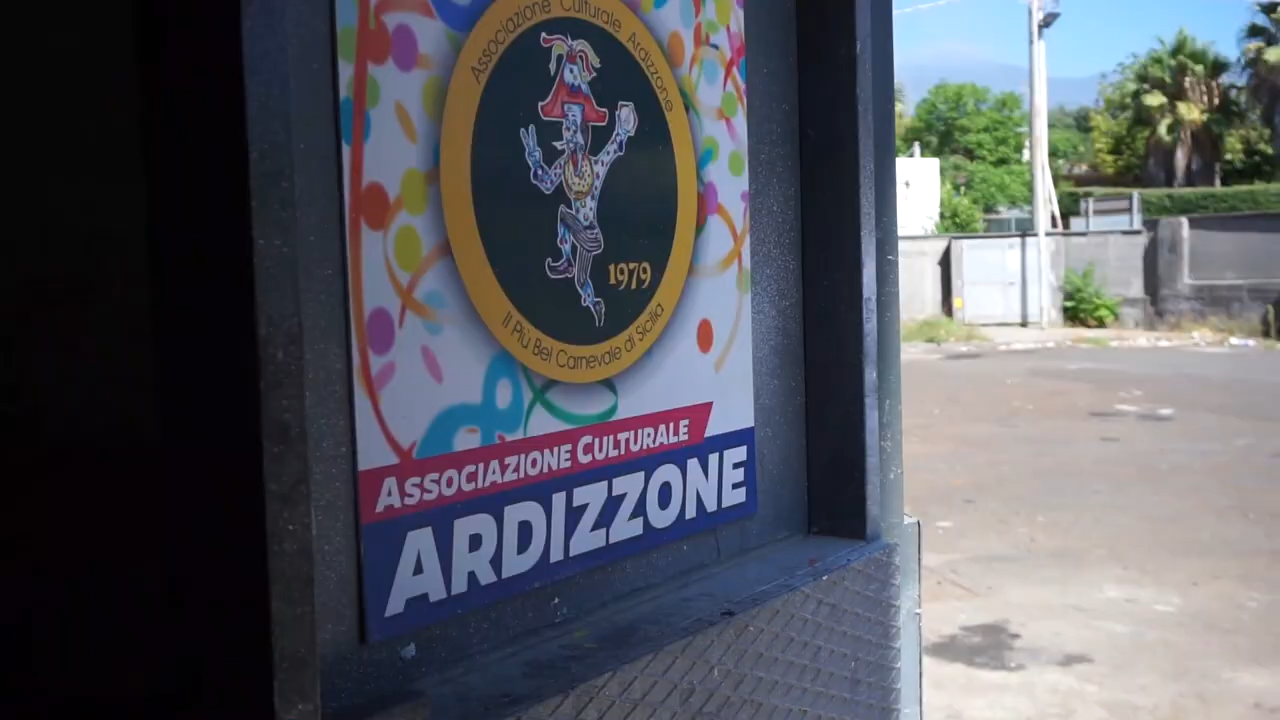 Associazione Culturale Ardizzone
1979
Il Più Bel Carnevale di Sicilia
ASSOCIAZIONE CULTURALE
ARDIZZONE